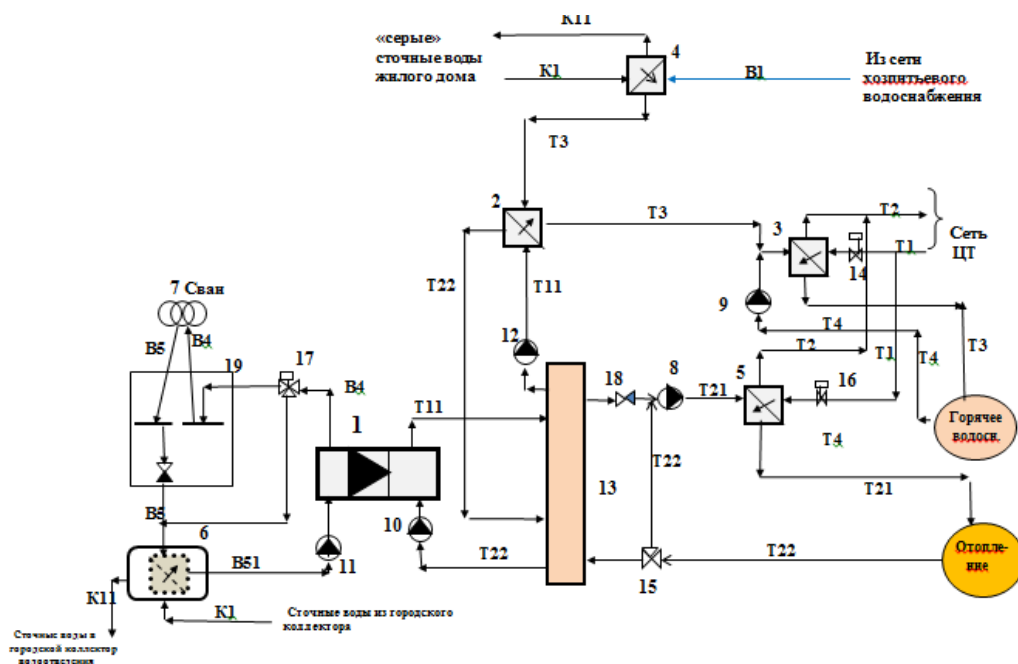 К11
«серые»
сточные воды
жилого дома
4
К1
В1
Из сети
хозпитьевого
водоснабжения
Т3
2
Т3
3
Т2
Сеть
ЦТ
Т1
14
7 Сван
Т22
Т11
9
Т4
12
Т2
Т1
Т4
Т3
В5
В4
19
17
18
8
5
16
В4
Т21
Горячее
водосн.
1
Т11
Т4
Т22
13
Т21
В5
6
10
Отопле-
ние
В51
11
Т22
15
Т22
К11
К1
Сточные воды из городского
коллектора
Сточные воды в
городской коллектор
водоотведения